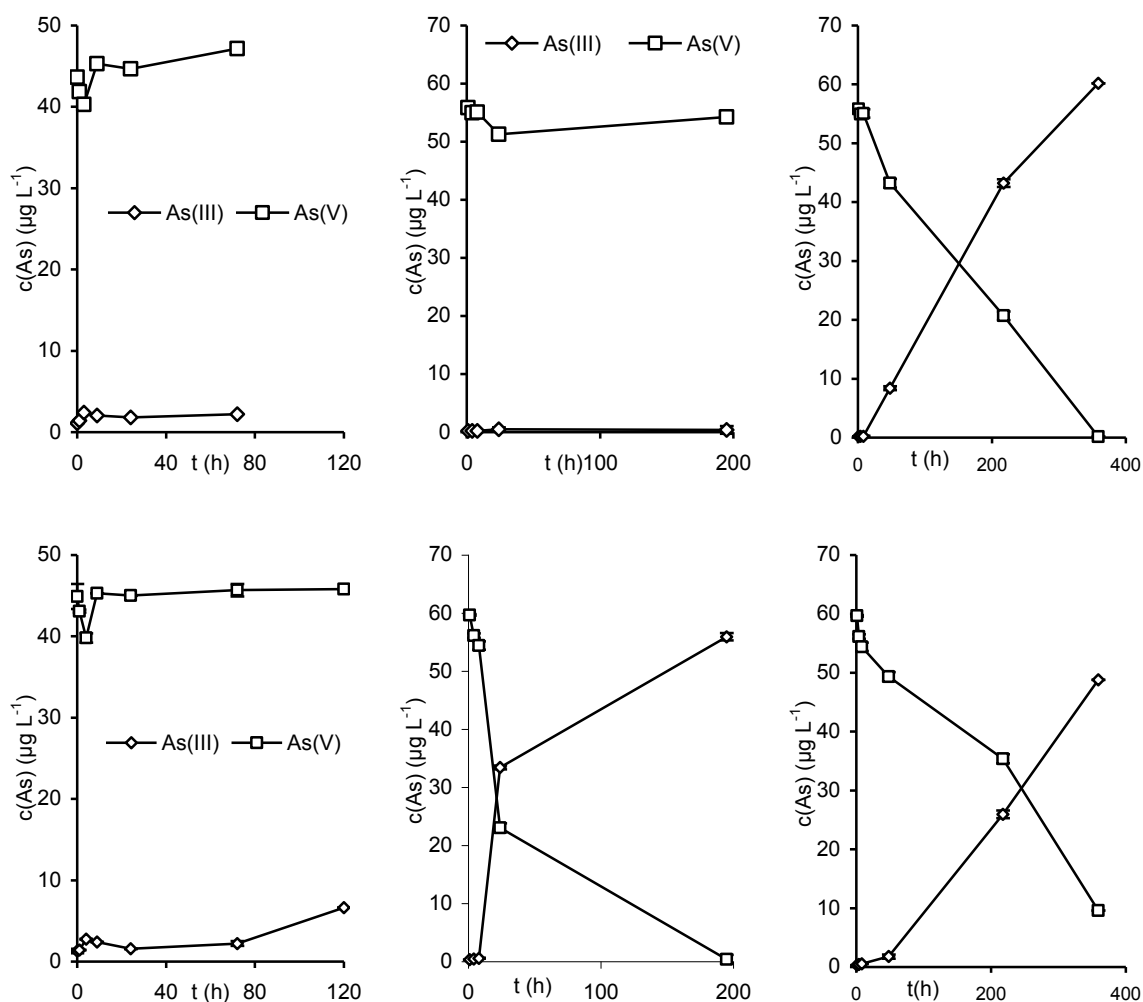 50
40
30
20
10
0
c(As) (µg L-1)
As(III) As(V)
0 40 t (h) 80 120
70
60
50
40
30
20
10
0
c(As) (µg L-1)
As(III) As(V)
0 t (h)100 200
70
60
50
40
30
20
10
0
c(As) (µg L-1)
0 t (h) 200 400
50
40
30
20
10
0
c(As) (µg L-1)
As(III) As(V)
0 40 t (h) 80 120
70
60
50
40
30
20
10
0
c(As) (µg L-1)
0 t (h) 100 200
70
60
50
40
30
20
10
0
c(As) (µg L-1)
0 t(h) 200 400